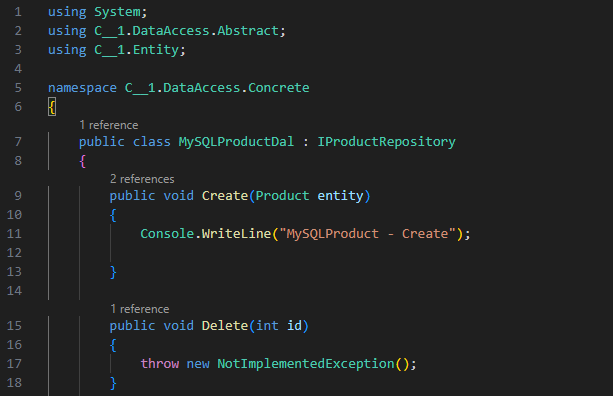 1 using System;
2 using C__1.DataAccess.Abstract;
3 using C__1.Entity;
4
5 namespace C__1.DataAccess.Concrete
6 {
1 reference
7 public class MySQLProductDal : IProductRepository
8 {
2 references
9 public void Create(Product entity)
10 {
11 Console.WriteLine("MySQLProduct - Create");
12
13 }
14
1 reference
15 public void Delete(int id)
16 {
17 throw new NotImplementedException();
18 }